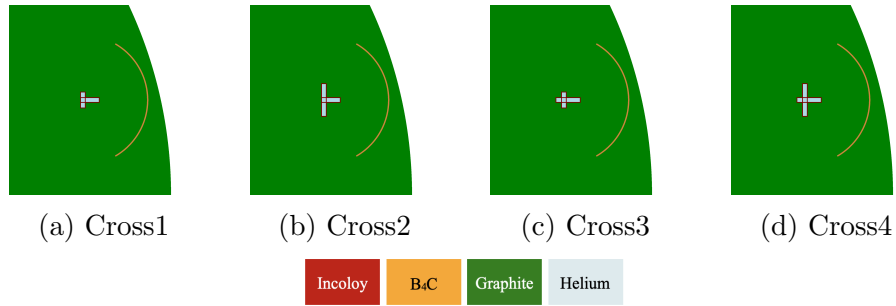 (a) Cross1 (b) Cross2 (c) Cross3 (d) Cross4
Incoloy B₄C Graphite Helium